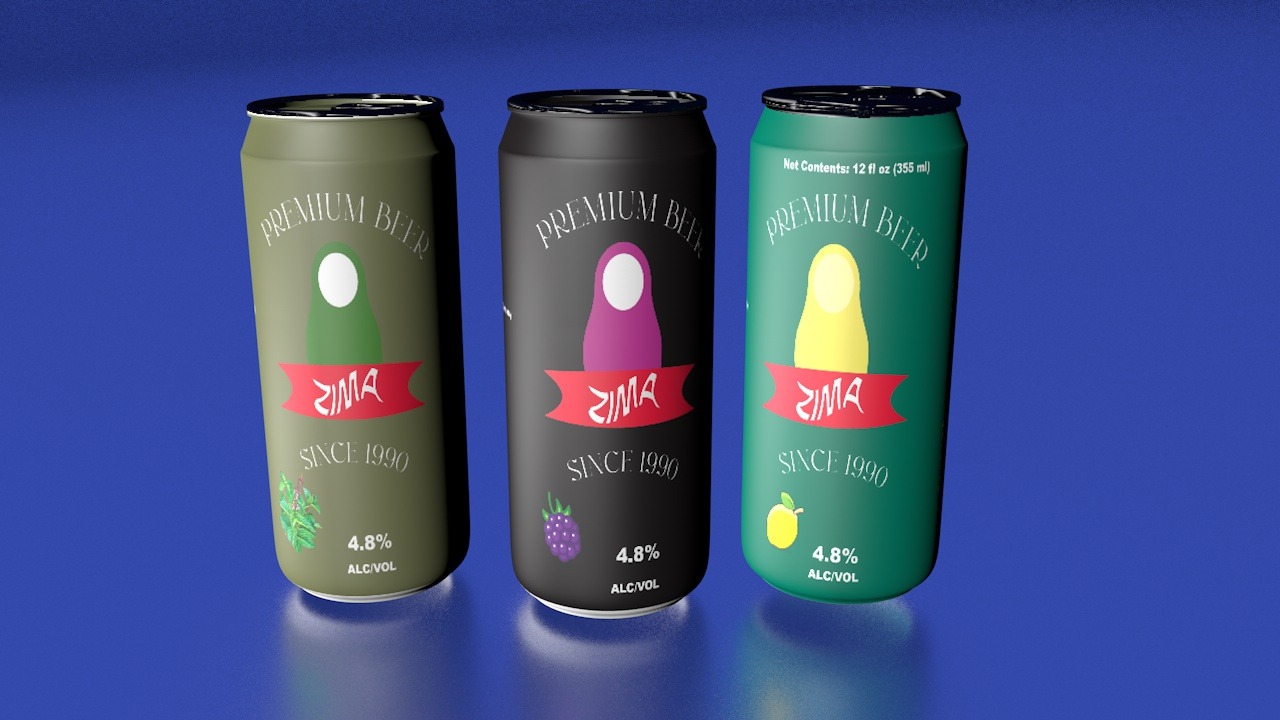 PREMIUM BEER
ZIMA
SINCE 1990
4.8%
ALC/VOL
PREMIUM BEER
ZIMA
SINCE 1990
4.8%
ALC/VOL
Net Contents: 12 fl oz (355 ml)
PREMIUM BEER
ZIMA
SINCE 1990
4.8%
ALC/VOL